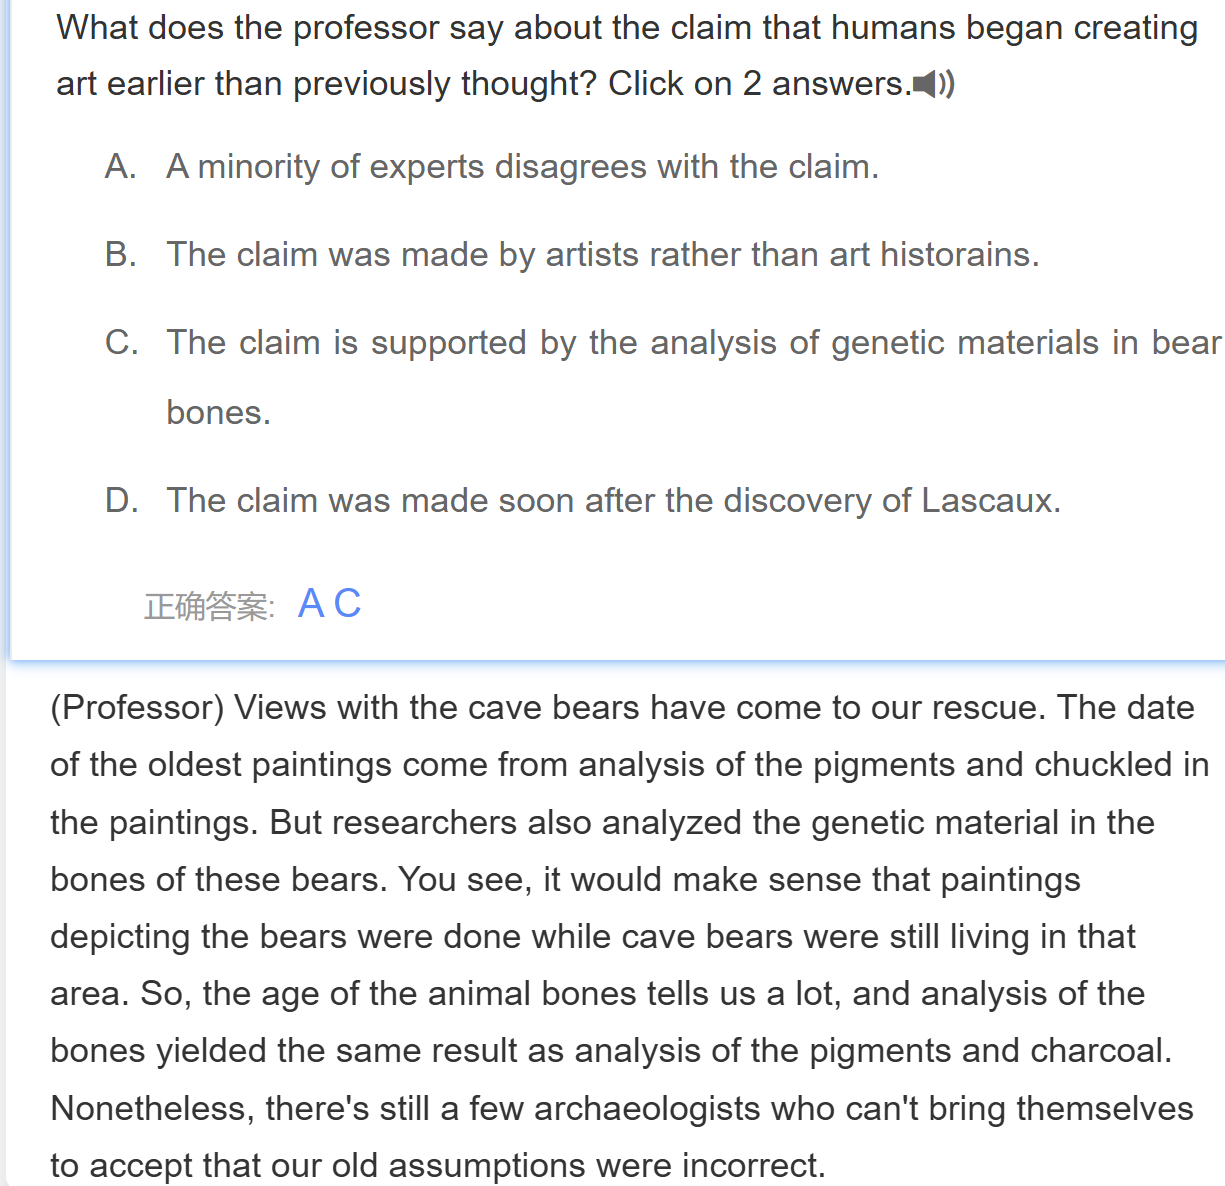 What does the professor say about the claim that humans began creating
art earlier than previously thought? Click on 2 answers.
A. A minority of experts disagrees with the claim.
B. The claim was made by artists rather than art historains.
C. The claim is supported by the analysis of genetic materials in bear
bones.
D. The claim was made soon after the discovery of Lascaux.
正确答案: A C
(Professor) Views with the cave bears have come to our rescue. The date
of the oldest paintings come from analysis of the pigments and chuckled in
the paintings. But researchers also analyzed the genetic material in the
bones of these bears. You see, it would make sense that paintings
depicting the bears were done while cave bears were still living in that
area. So, the age of the animal bones tells us a lot, and analysis of the
bones yielded the same result as analysis of the pigments and charcoal.
Nonetheless, there's still a few archaeologists who can't bring themselves
to accept that our old assumptions were incorrect.